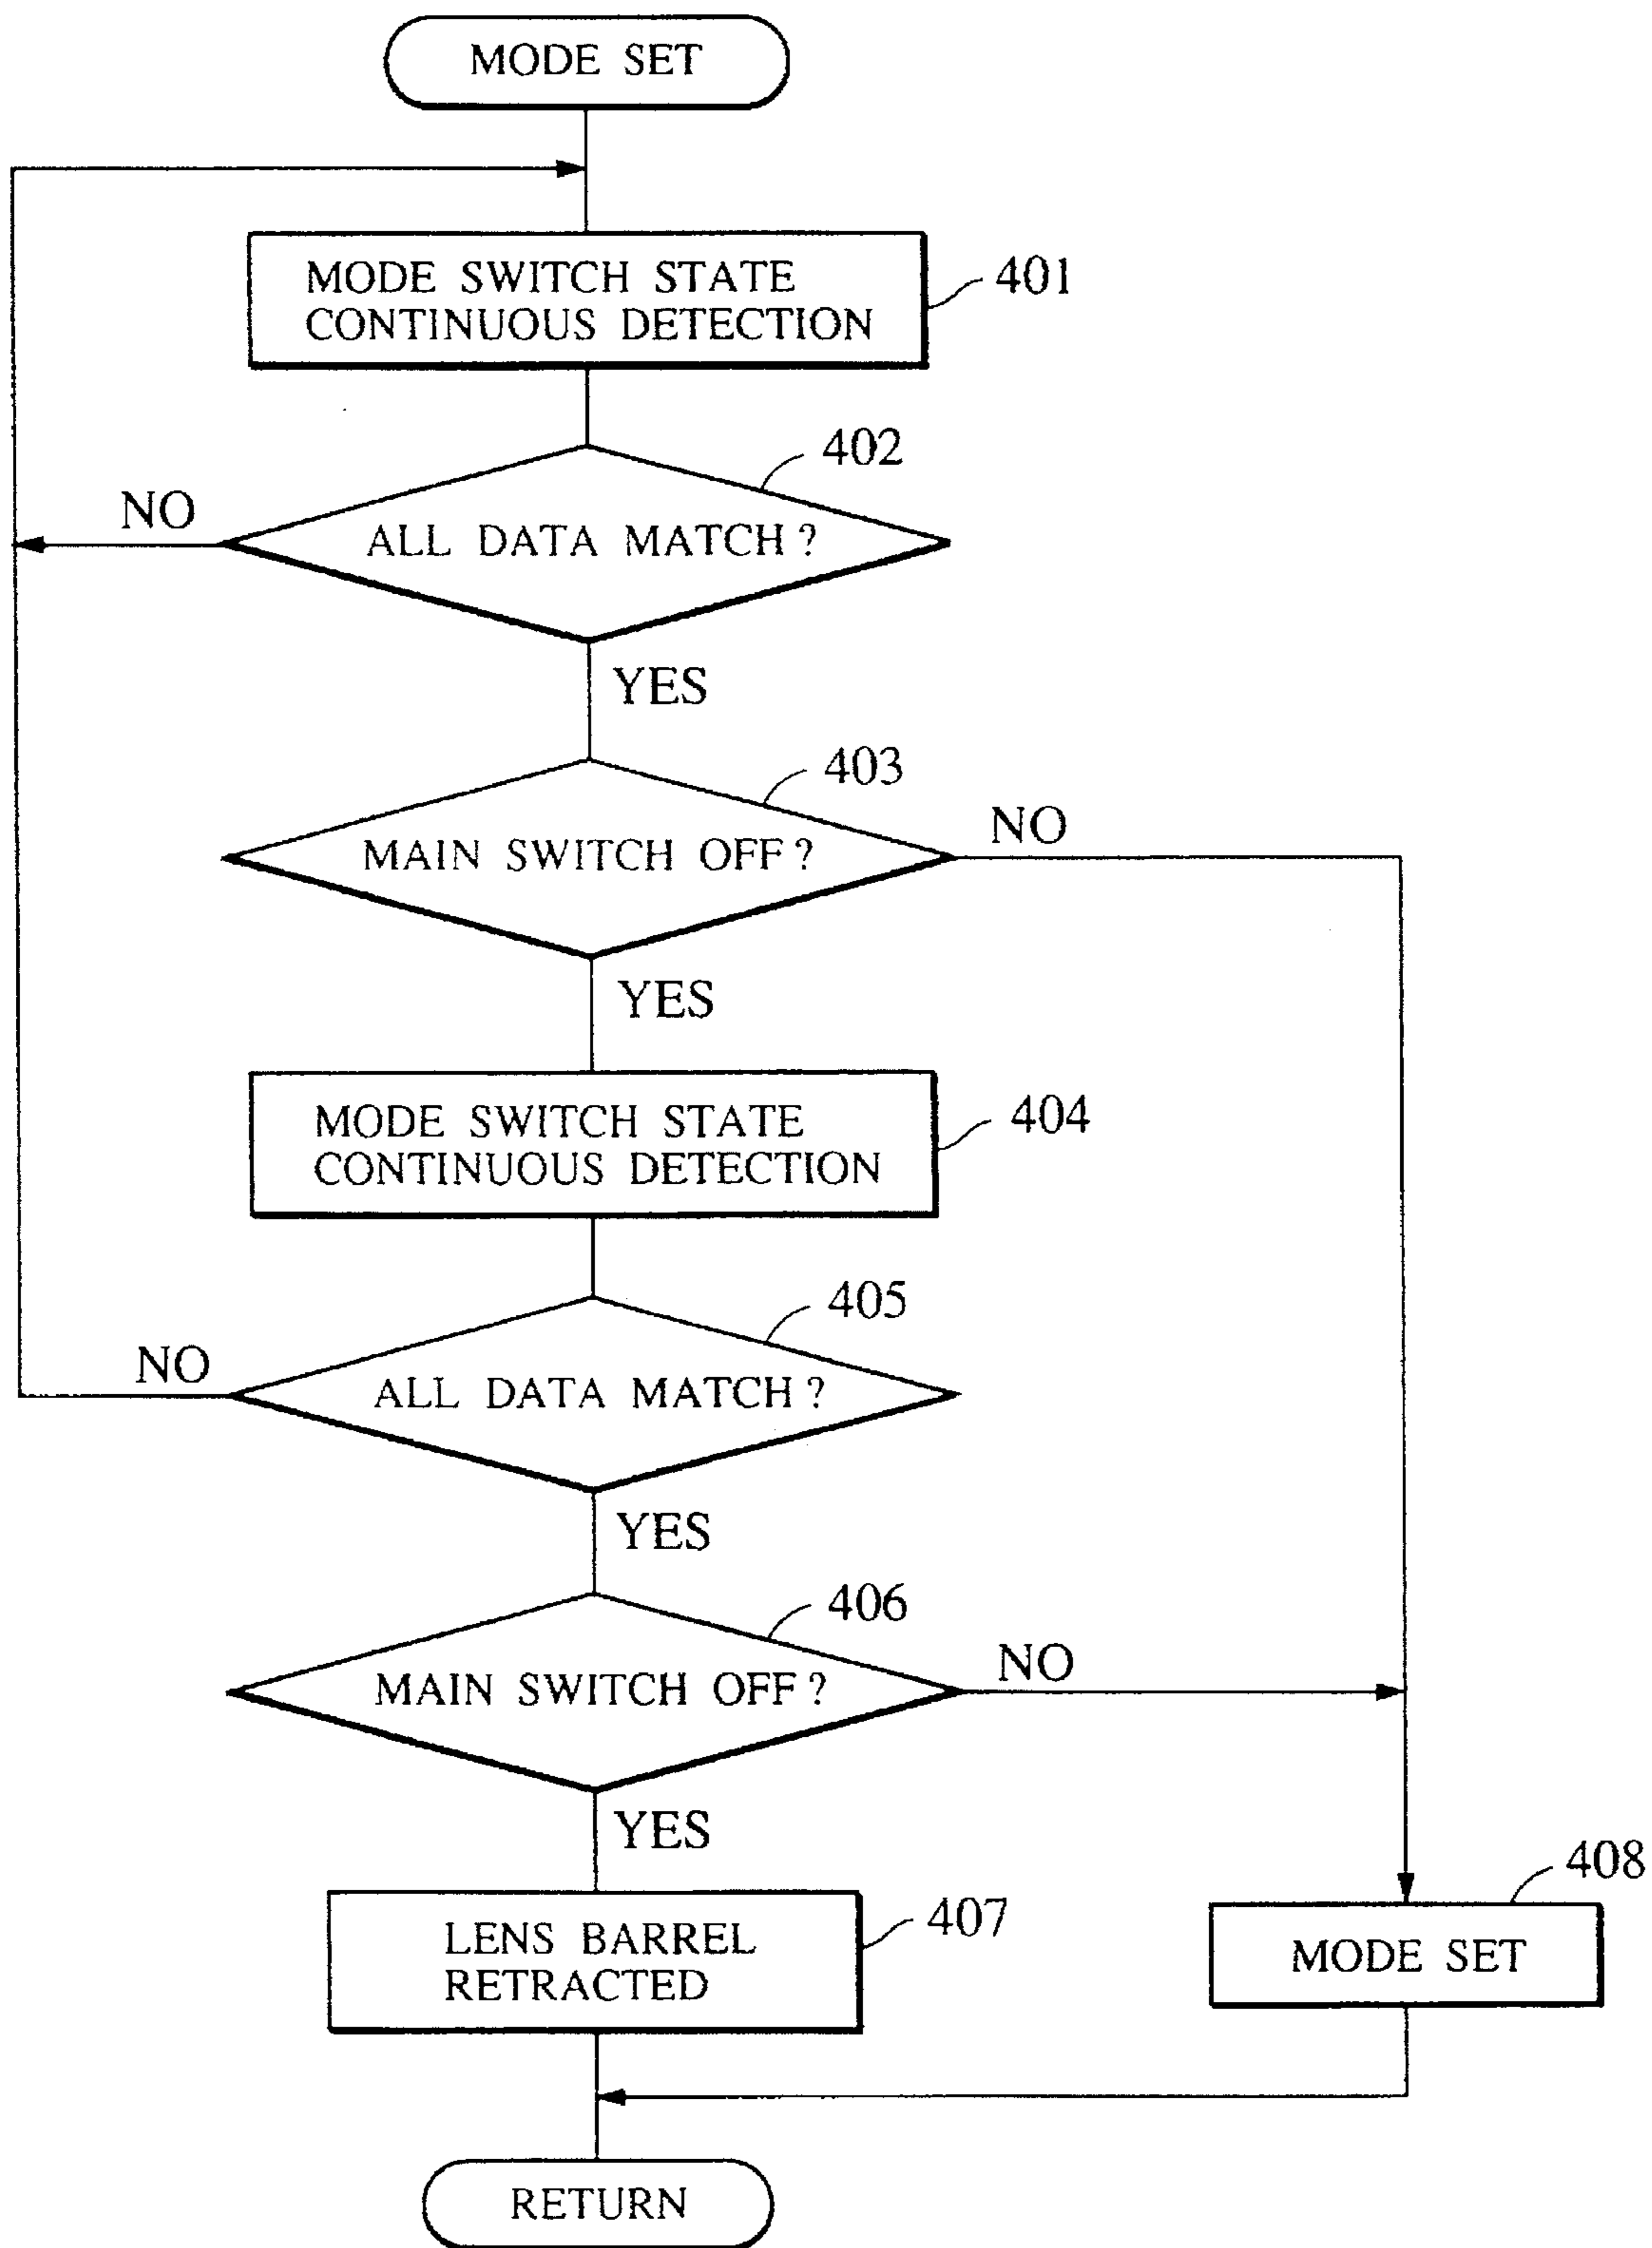 MODE SET
MODE SWITCH STATE
CONTINUOUS DETECTION
401
402
NO
ALL DATA MATCH?
YES
403
MAIN SWITCH OFF?
NO
YES
MODE SWITCH STATE
CONTINUOUS DETECTION
404
405
NO
ALL DATA MATCH?
YES
406
MAIN SWITCH OFF?
NO
YES
LENS BARREL
RETRACTED
407
408
MODE SET
RETURN